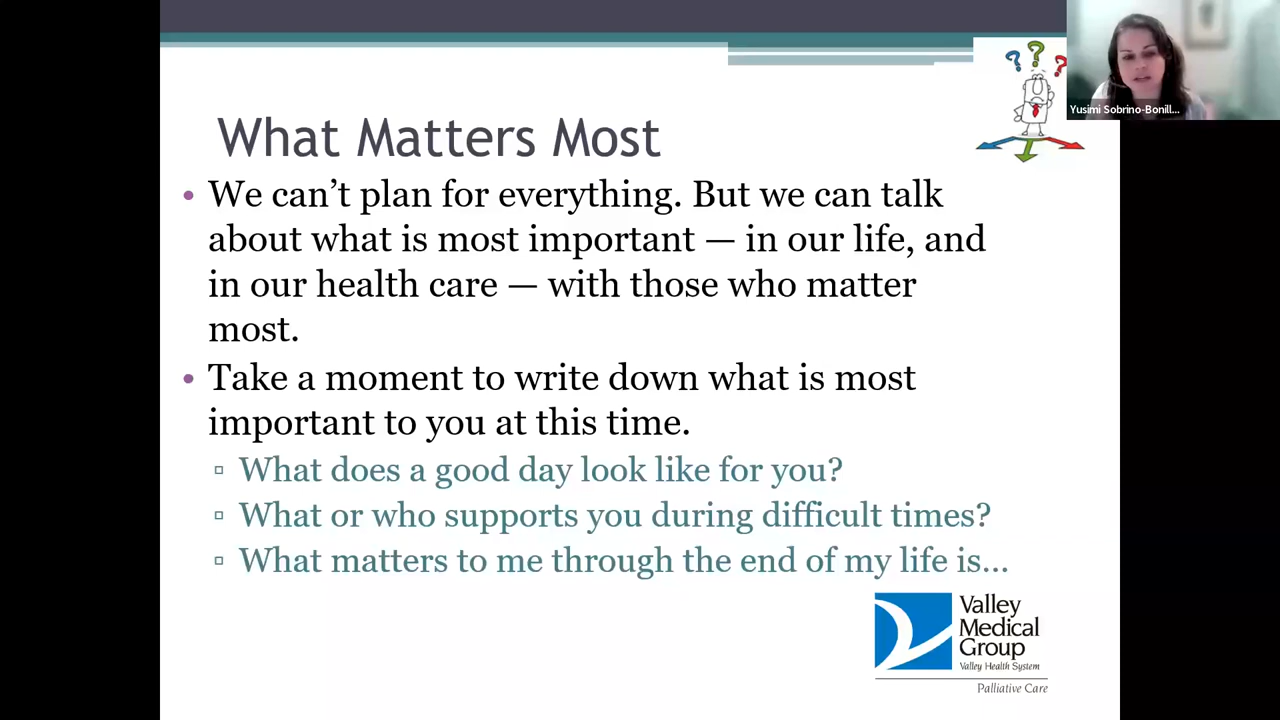 What Matters Most
• We can’t plan for everything. But we can talk
about what is most important — in our life, and
in our health care — with those who matter
most.
• Take a moment to write down what is most
important to you at this time.
▫ What does a good day look like for you?
▫ What or who supports you during difficult times?
▫ What matters to me through the end of my life is...
? ? ?
Yusimi Sobrino-Bonill...
Valley
Medical
Group
Valley Health System
Palliative Care